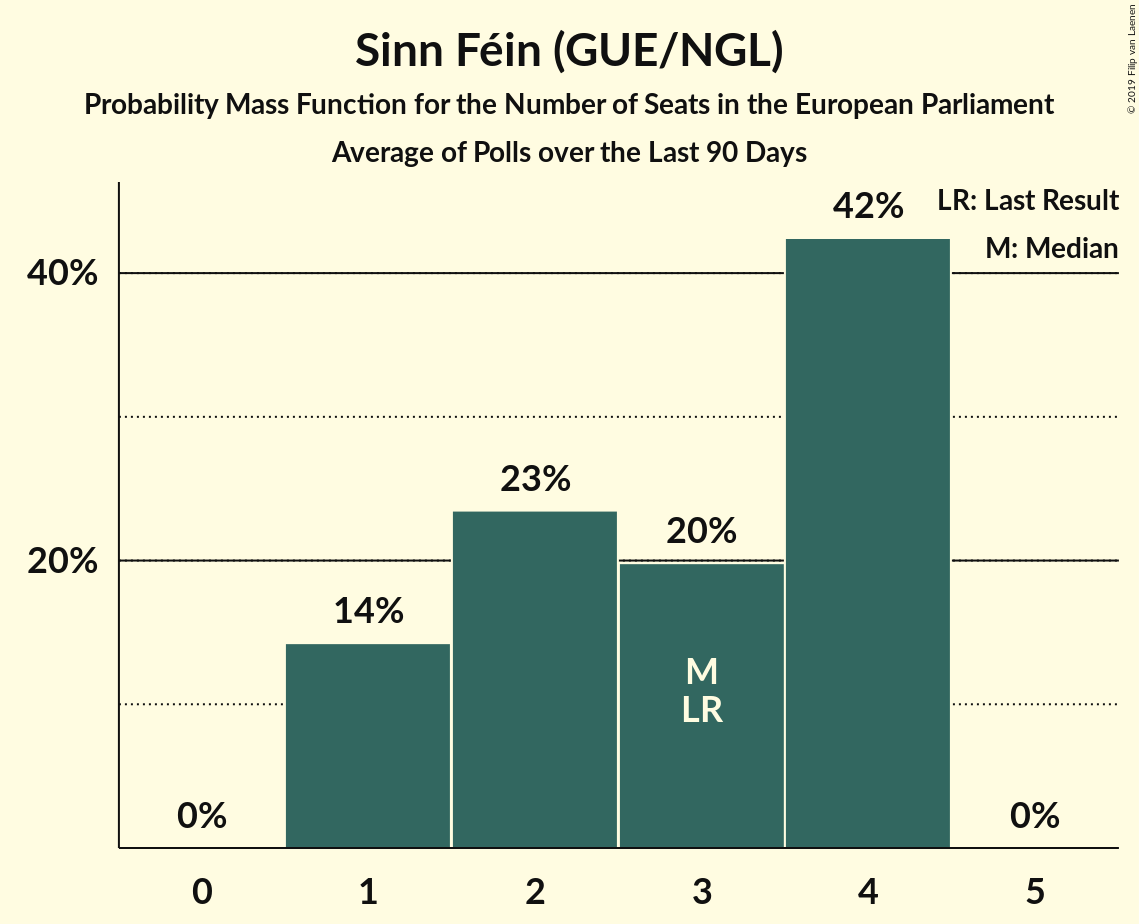 Sinn Féin (GUE/NGL)
Probability Mass Function for the Number of Seats in the European Parliament
Average of Polls over the Last 90 Days
© 2019 Filip van Laenen
LR: Last Result
M: Median
42%
40%
23%
20%
20%
14%
M
LR
0%
0%
0 1 2 3 4 5